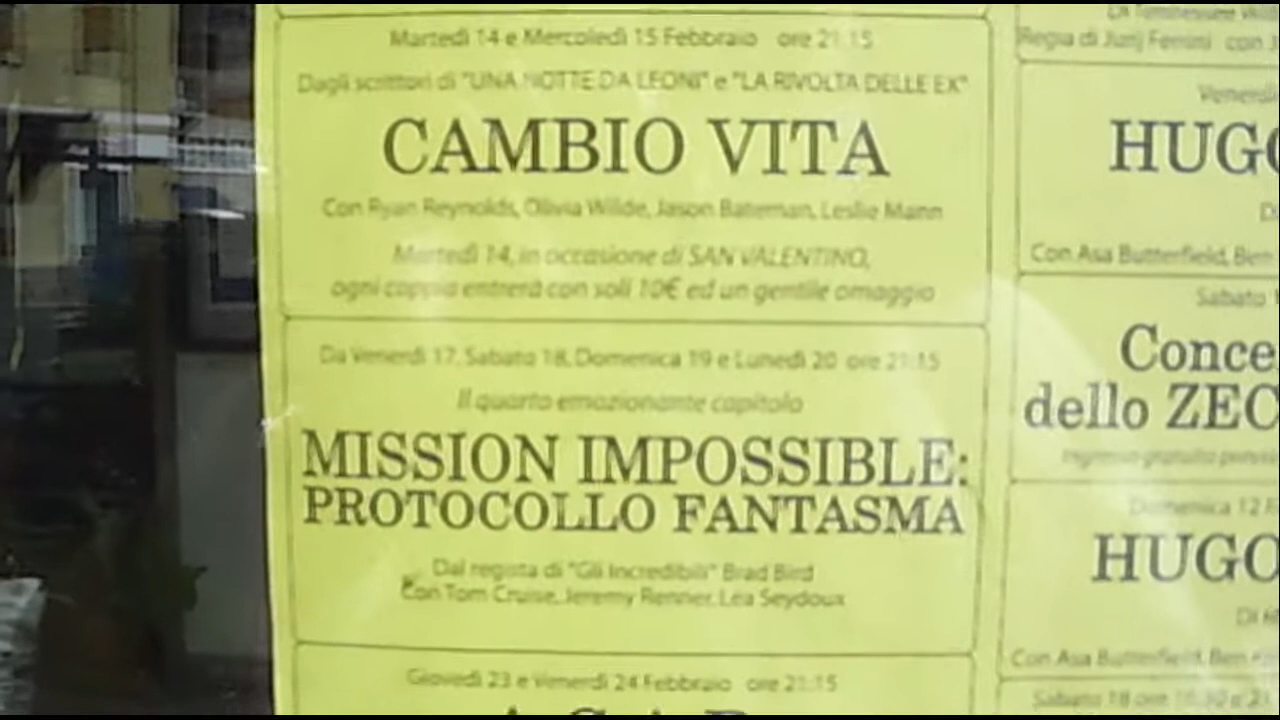 Martedì 14 e Mercoledì 15 Febbraio ore 21.15
Dagli scrittori di "UNA NOTTE DA LEONI" e "LA RIVOLTA DELLE EX"
CAMBIO VITA
Con Ryan Reynolds, Olivia Wilde, Jason Bateman, Leslie Mann
Martedì 14, in occasione di SAN VALENTINO,
ogni coppia entrerà con soli 10€ ed un gentile omaggio
Da Venerdì 17, Sabato 18, Domenica 19 e Lunedì 20 ore 21.15
Il quarto emozionante capitolo
MISSION IMPOSSIBLE:
PROTOCOLLO FANTASMA
Dal regista di "Gli Incredibili" Brad Bird
Con Tom Cruise, Jeremy Renner, Lea Seydoux
Giovedì 23 e Venerdì 24 Febbraio ore 21.15
Di Tennessee
Regia di Jurij Ferrini con
Venerdì
HUGO
Con Asa Butterfield, Ben
Sabato
Conce
dello ZEC
Ingresso gratuito
Domenica 12
HUGO
Con Asa Butterfield, Ben
Sabato 18 ore